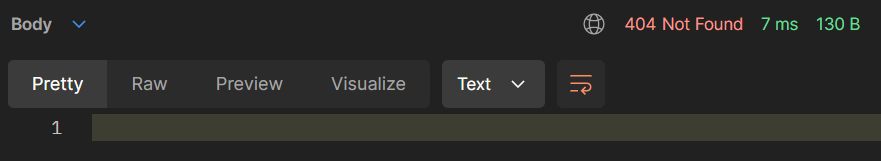 Body 404 Not Found 7 ms 130 B
Pretty Raw Preview Visualize Text
1